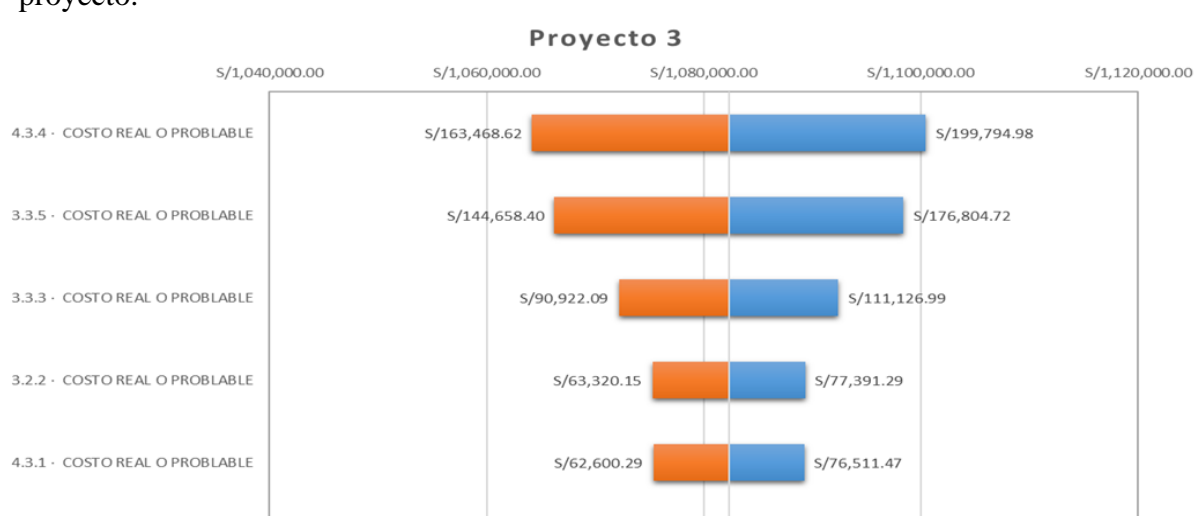 proyecto.
Proyecto 3
S/1,040,000.00 S/1,060,000.00 S/1,080,000.00 S/1,100,000.00 S/1,120,000.00
4.3.4 · COSTO REAL O PROBLABLE S/163,468.62 S/199,794.98
3.3.5 · COSTO REAL O PROBLABLE S/144,658.40 S/176,804.72
3.3.3 · COSTO REAL O PROBLABLE S/90,922.09 S/111,126.99
3.2.2 · COSTO REAL O PROBLABLE S/63,320.15 S/77,391.29
4.3.1 · COSTO REAL O PROBLABLE S/62,600.29 S/76,511.47